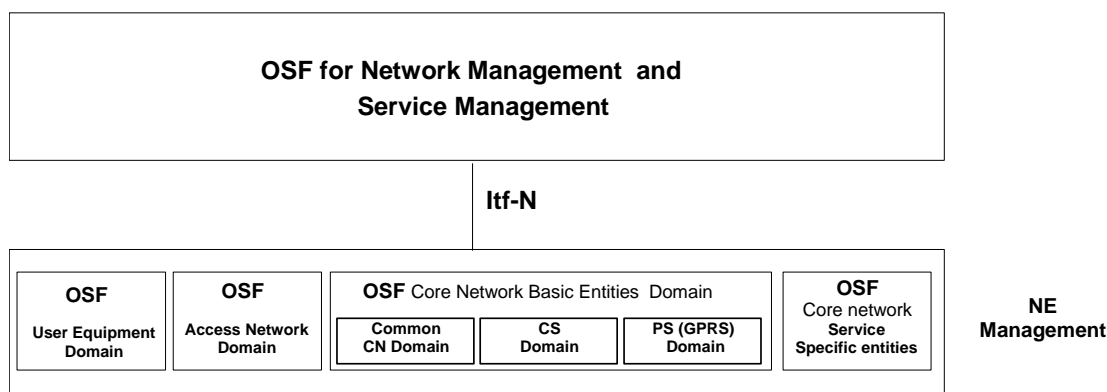 OSF for Network Management and
Service Management
Itf-N
OSF
User Equipment
Domain
OSF
Access Network
Domain
OSF Core Network Basic Entities Domain
Common
CN Domain
CS
Domain
PS (GPRS)
Domain
OSF
Core network
Service
Specific entities
NE
Management